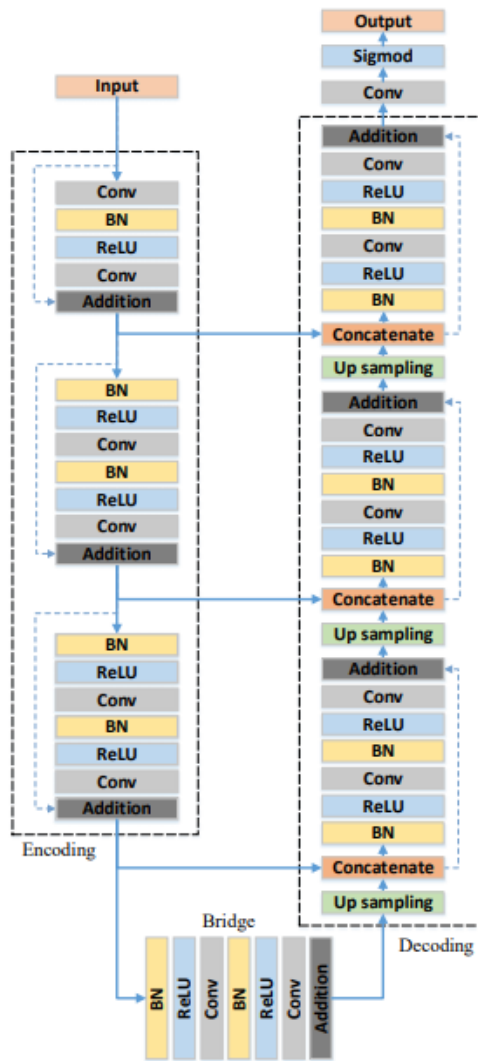 Input
Conv
BN
ReLU
Conv
Addition
BN
ReLU
Conv
BN
ReLU
Conv
Addition
BN
ReLU
Conv
BN
ReLU
Conv
Addition
Encoding
Bridge
BN
ReLU
Conv
BN
ReLU
Conv
Addition
Output
Sigmod
Conv
Addition
Conv
ReLU
BN
Conv
ReLU
BN
Concatenate
Up sampling
Addition
Conv
ReLU
BN
Conv
ReLU
BN
Concatenate
Up sampling
Addition
Conv
ReLU
BN
Conv
ReLU
BN
Concatenate
Up sampling
Decoding